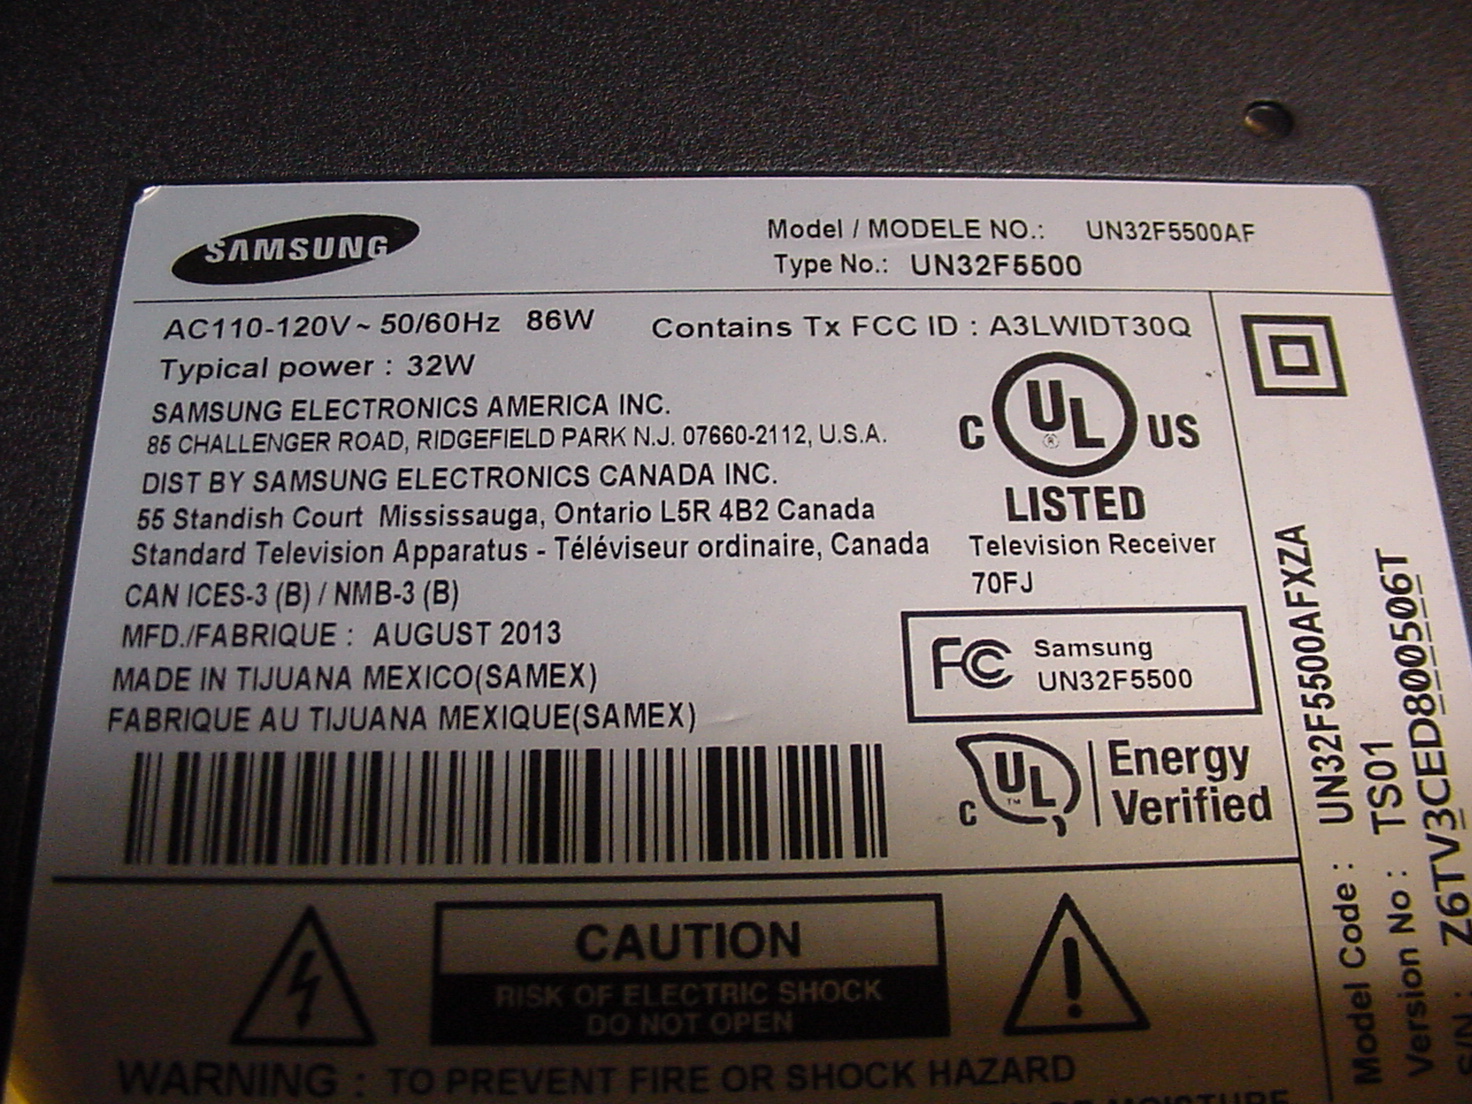 SAMSUNG
Model / MODELE NO.: UN32F5500AF
Type No.: UN32F5500
AC110-120V~ 50/60Hz 86W
Contains Tx FCC ID : A3LWIDT30Q
Typical power : 32W
SAMSUNG ELECTRONICS AMERICA INC.
85 CHALLENGER ROAD, RIDGEFIELD PARK N.J. 07660-2112, U.S.A.
DIST BY SAMSUNG ELECTRONICS CANADA INC.
55 Standish Court Mississauga, Ontario L5R 4B2 Canada
Standard Television Apparatus - Téléviseur ordinaire, Canada
CAN ICES-3 (B) / NMB-3 (B)
MFD./FABRIQUE : AUGUST 2013
MADE IN TIJUANA MEXICO(SAMEX)
FABRIQUE AU TIJUANA MEXIQUE(SAMEX)
C UL ® US
LISTED
Television Receiver
70FJ
FC Samsung
UN32F5500
C UL ™ Energy
Verified
CAUTION
RISK OF ELECTRIC SHOCK
DO NOT OPEN
WARNING : TO PREVENT FIRE OR SHOCK HAZARD
MOISTURE
Model Code : UN32F5500AFXZA
Version No : TS01
S/N : Z6TV3CED800506T